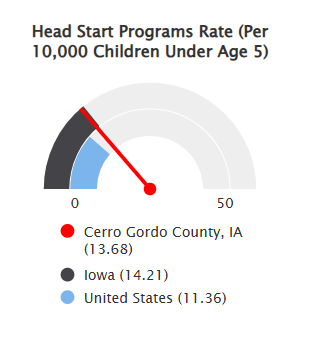 Head Start Programs Rate (Per
10,000 Children Under Age 5)
0
50
Cerro Gordo County, IA
(13.68)
Iowa (14.21)
United States (11.36)